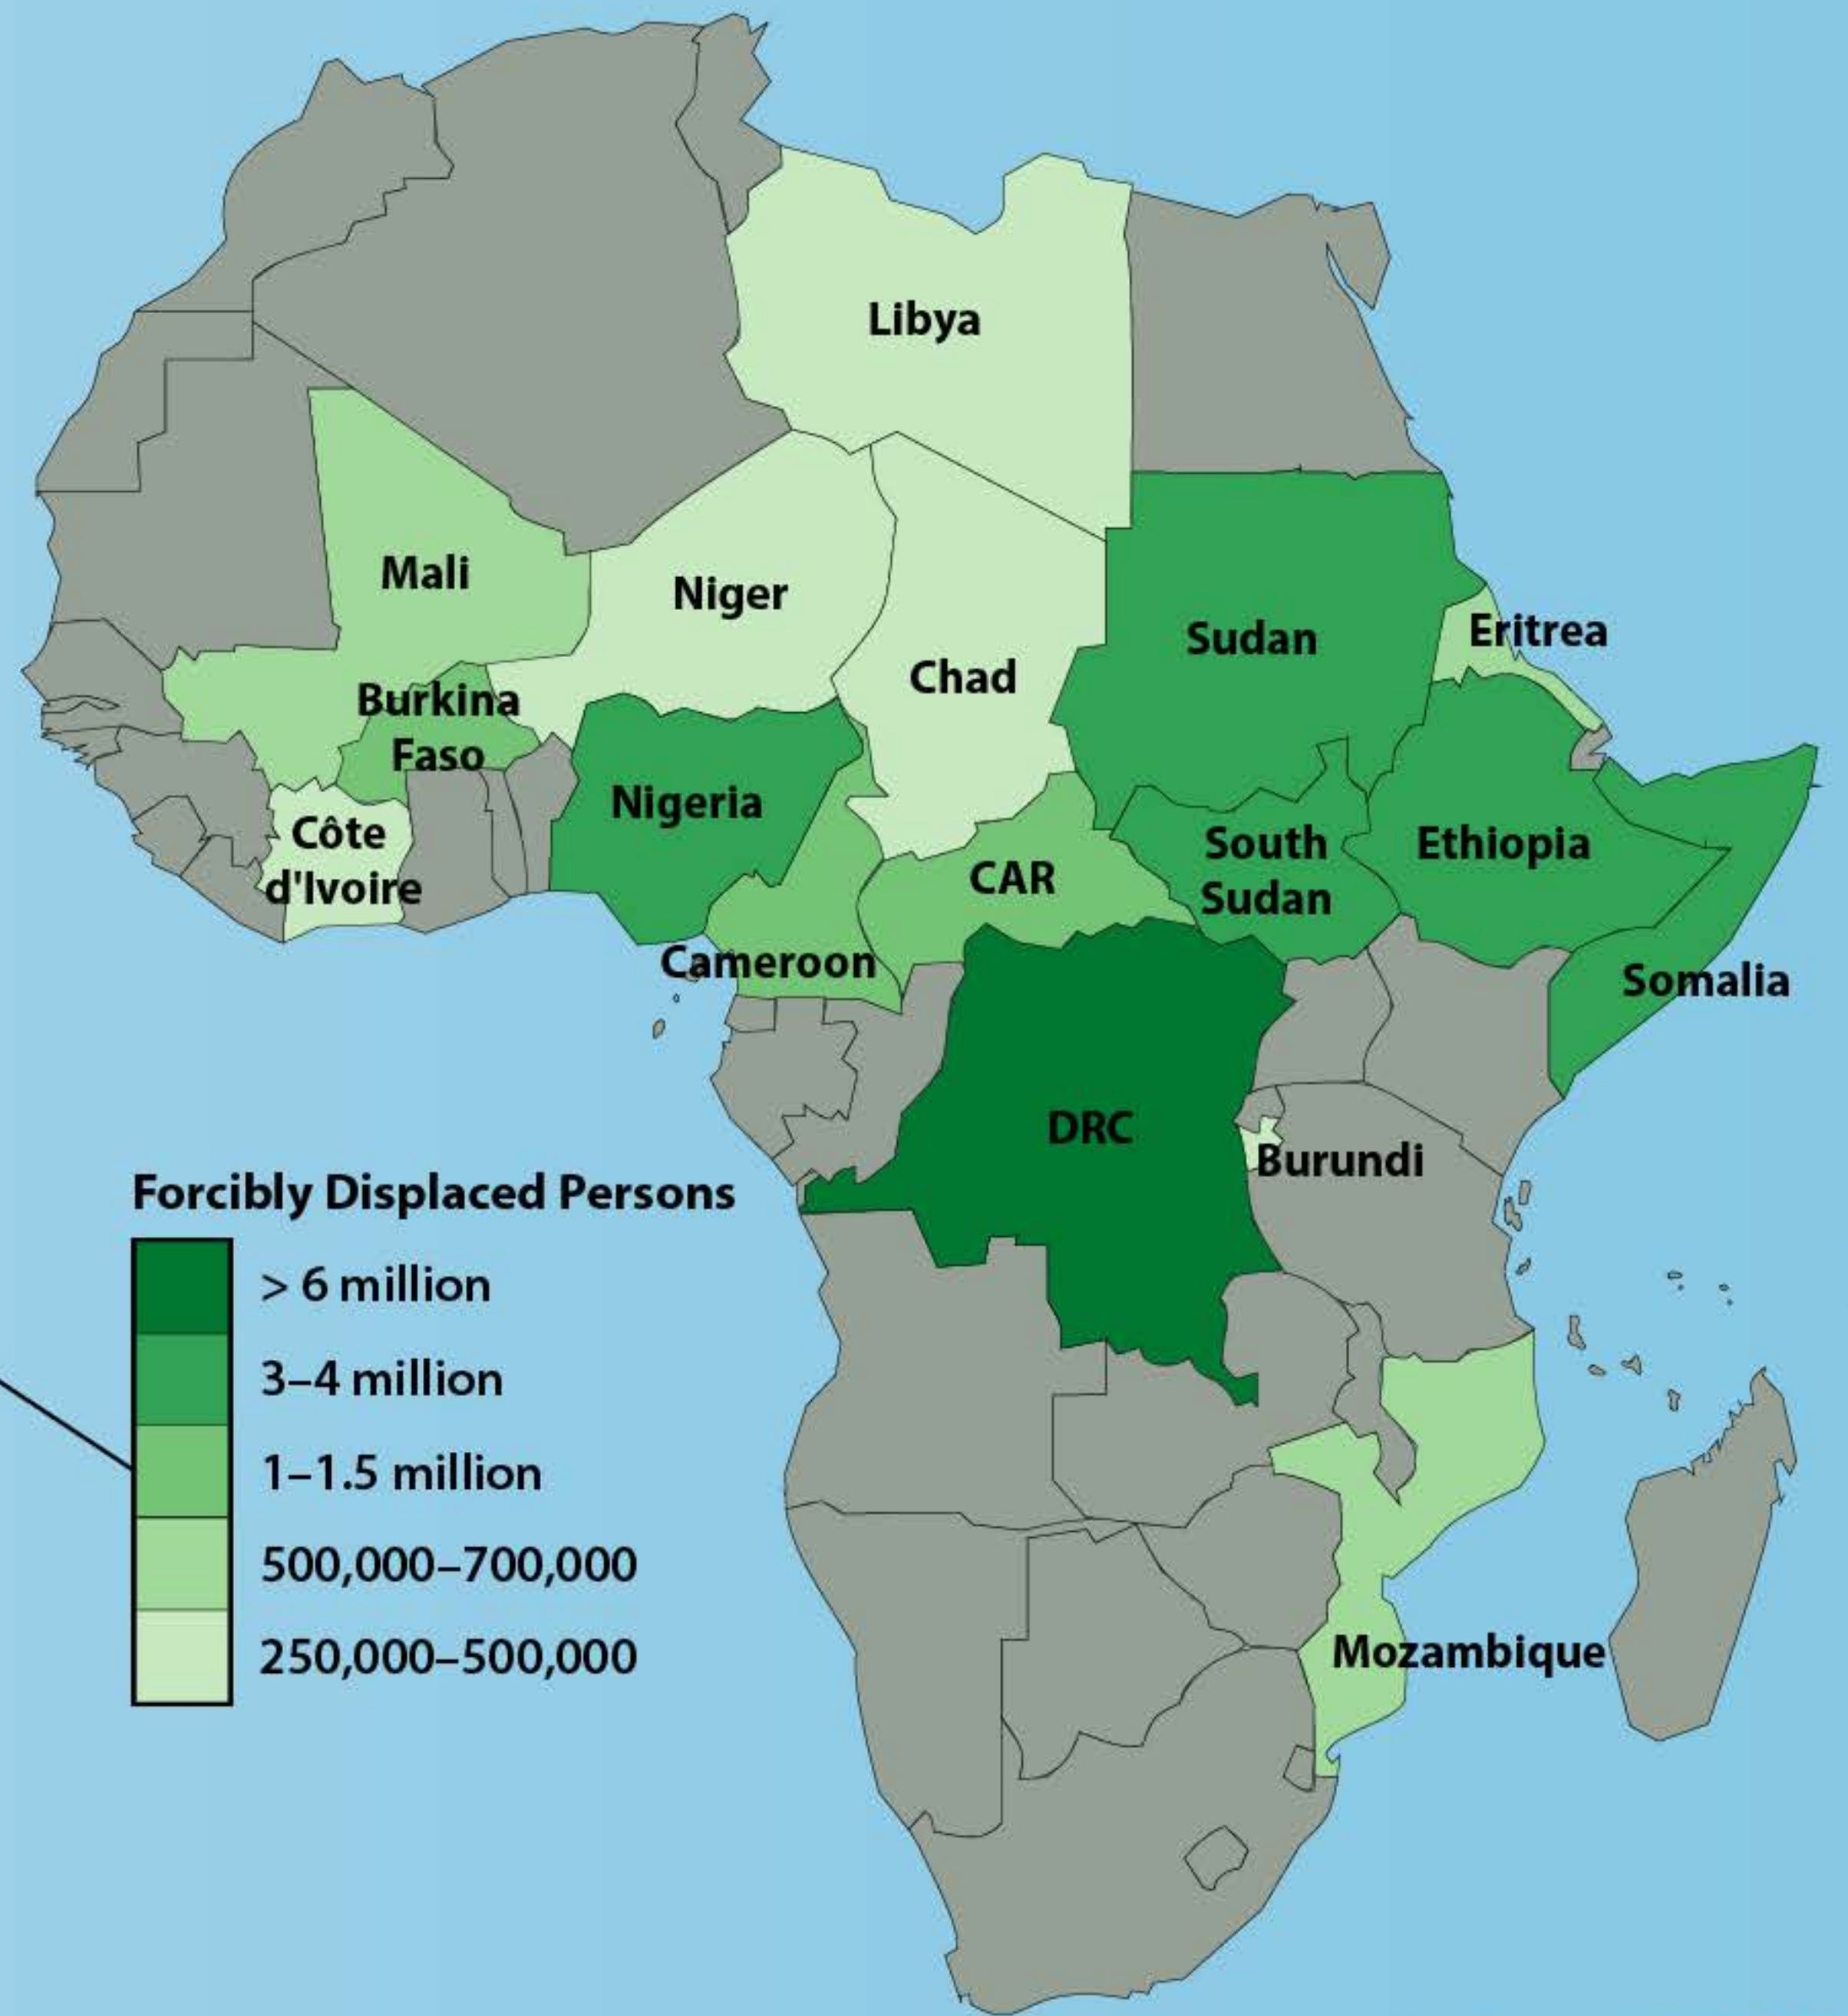 Libya
Mali
Niger
Sudan
Eritrea
Chad
Burkina
Faso
Nigeria
Côte
d'Ivoire
South
Sudan
Ethiopia
CAR
Cameroon
Somalia
DRC
Burundi
Forcibly Displaced Persons
> 6 million
3–4 million
1–1.5 million
500,000–700,000
250,000–500,000
Mozambique